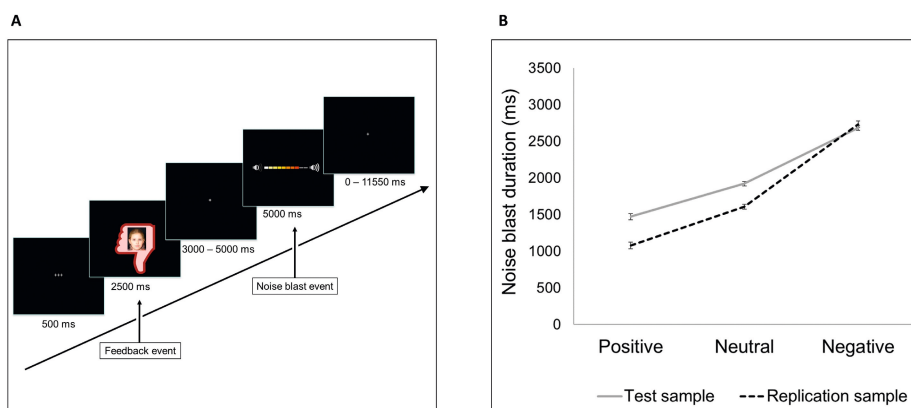 A
500 ms
2500 ms
3000 – 5000 ms
5000 ms
0 – 11550 ms
Feedback event
Noise blast event
B
Noise blast duration (ms)
3500
3000
2500
2000
1500
1000
500
0
Positive Neutral Negative
Test sample Replication sample